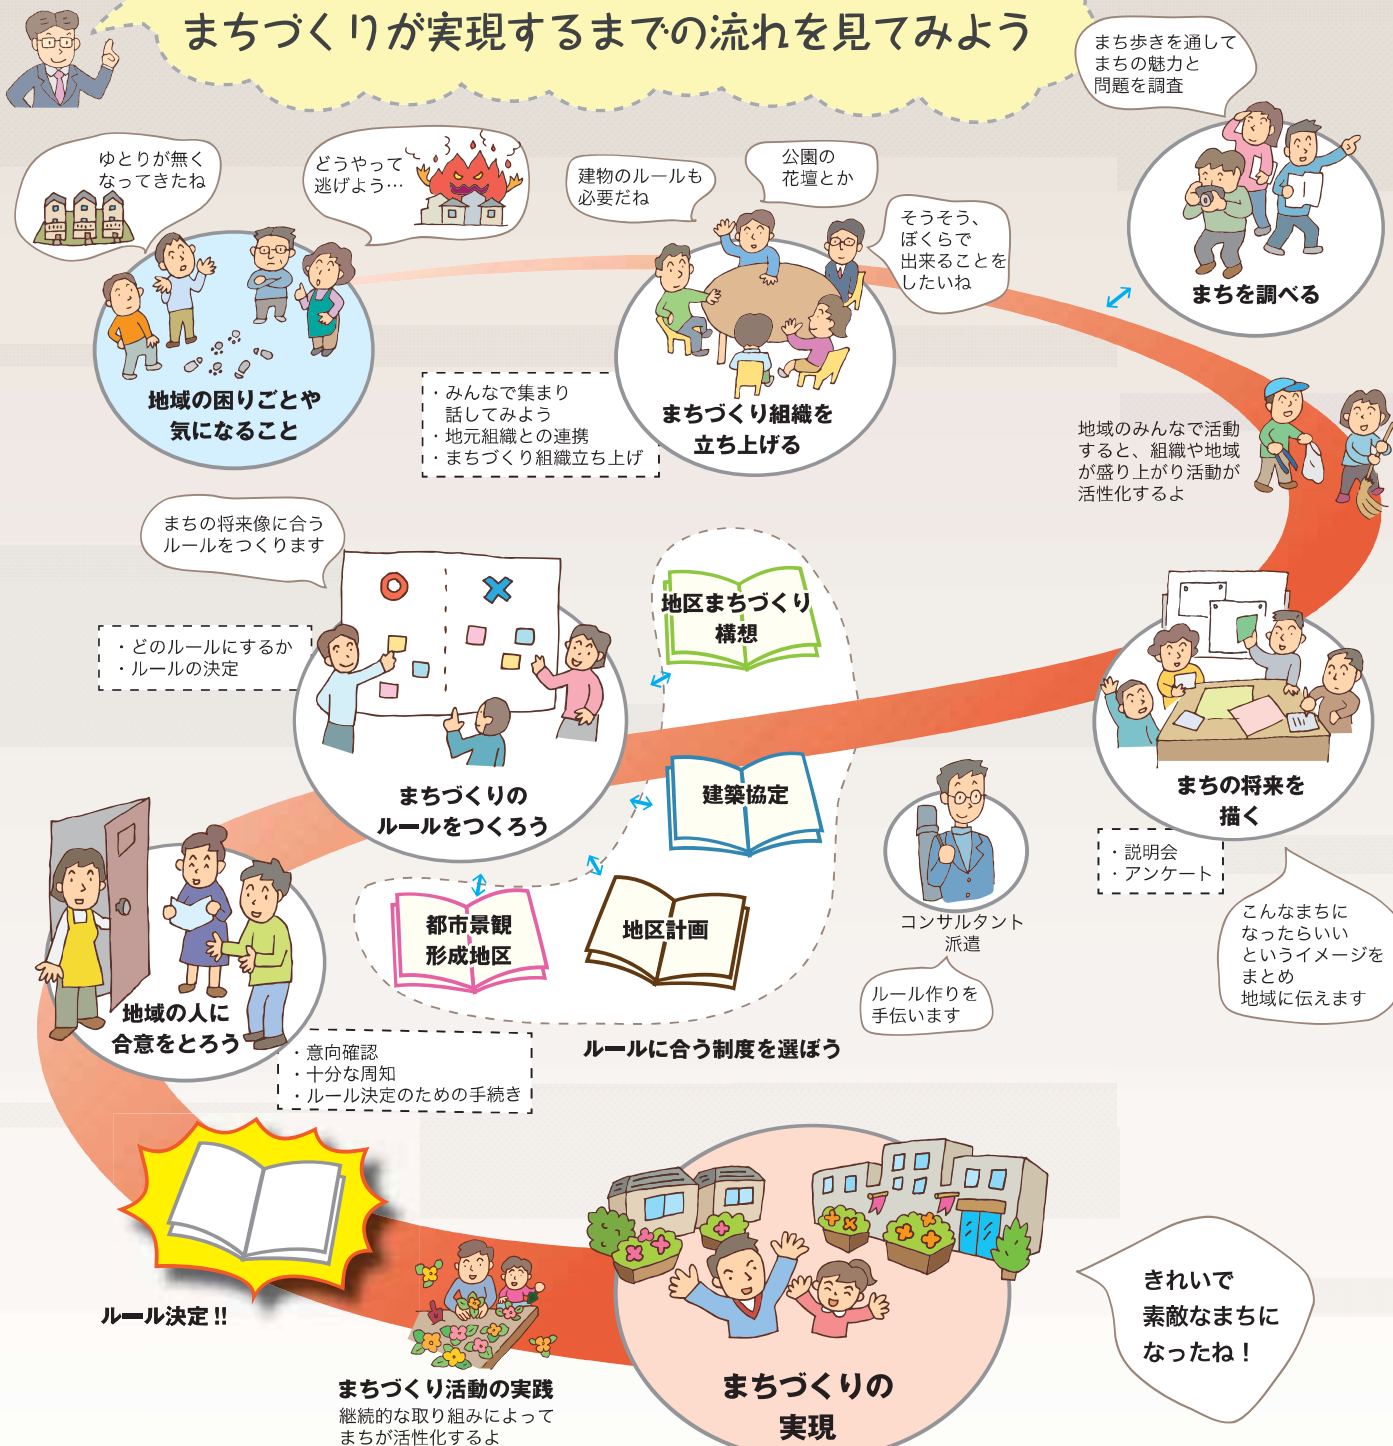 まちづくりが実現するまでの流れを見てみよう
まち歩きを通して
まちの魅力と
問題を調査
ゆとりが無く
なってきたね
どうやって
逃げよう…
建物のルールも
必要だね
公園の
花壇とか
そうそう、
ぼくらで
出来ることを
したいね
まちを調べる
地域の困りごとや
気になること
・みんなで集まり
話してみよう
・地元組織との連携
・まちづくり組織立ち上げ
まちづくり組織を
立ち上げる
地域のみんなで活動
すると、組織や地域
が盛り上がり活動が
活性化するよ
まちの将来像に合う
ルールをつくります
・どのルールにするか
・ルールの決定
まちづくりの
ルールをつくろう
地区まちづくり
構想
建築協定
都市景観
形成地区
地区計画
ルールに合う制度を選ぼう
コンサルタント
派遣
ルール作りを
手伝います
まちの将来を
描く
・説明会
・アンケート
こんなまちに
なったらいい
というイメージを
まとめ
地域に伝えます
地域の人に
合意をとろう
・意向確認
・十分な周知
・ルール決定のための手続き
ルール決定!!
まちづくり活動の実践
継続的な取り組みによって
まちが活性化するよ
まちづくりの
実現
きれいで
素敵なまちに
なったね！